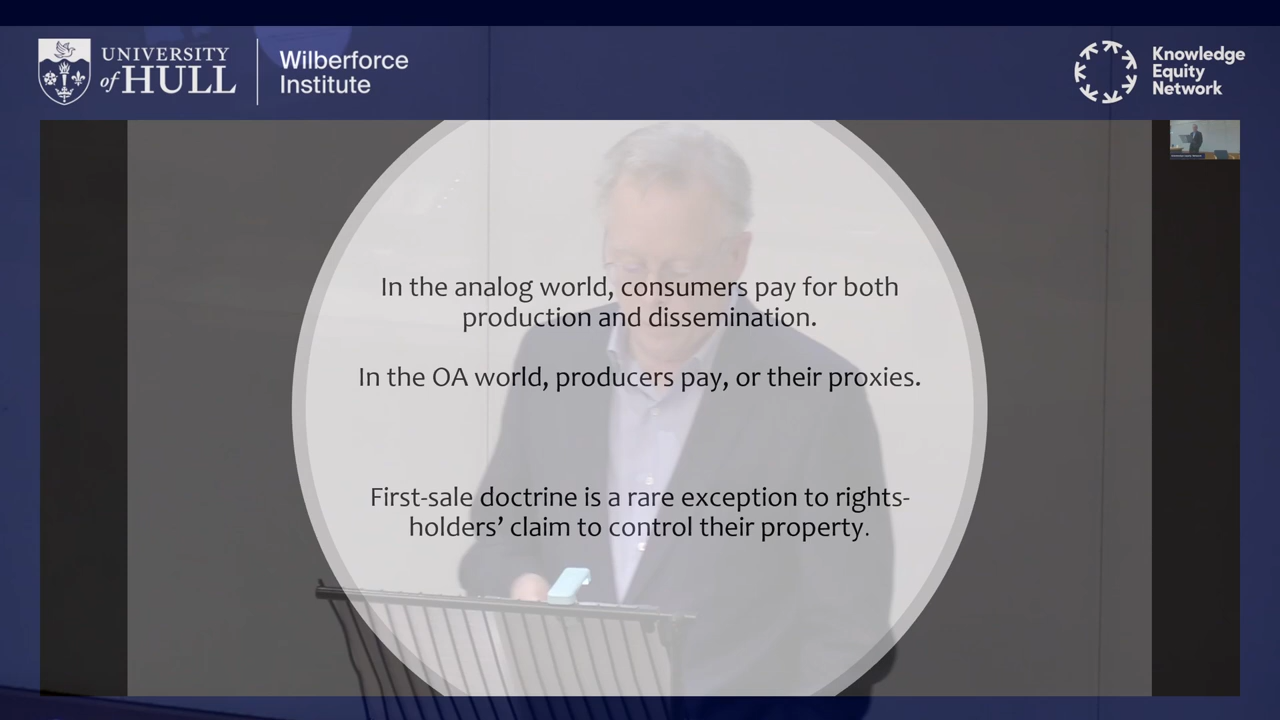 UNIVERSITY
of HULL
Wilberforce
Institute
Knowledge
Equity
Network
In the analog world, consumers pay for both
production and dissemination.
In the OA world, producers pay, or their proxies.
First-sale doctrine is a rare exception to rights-
holders’ claim to control their property.